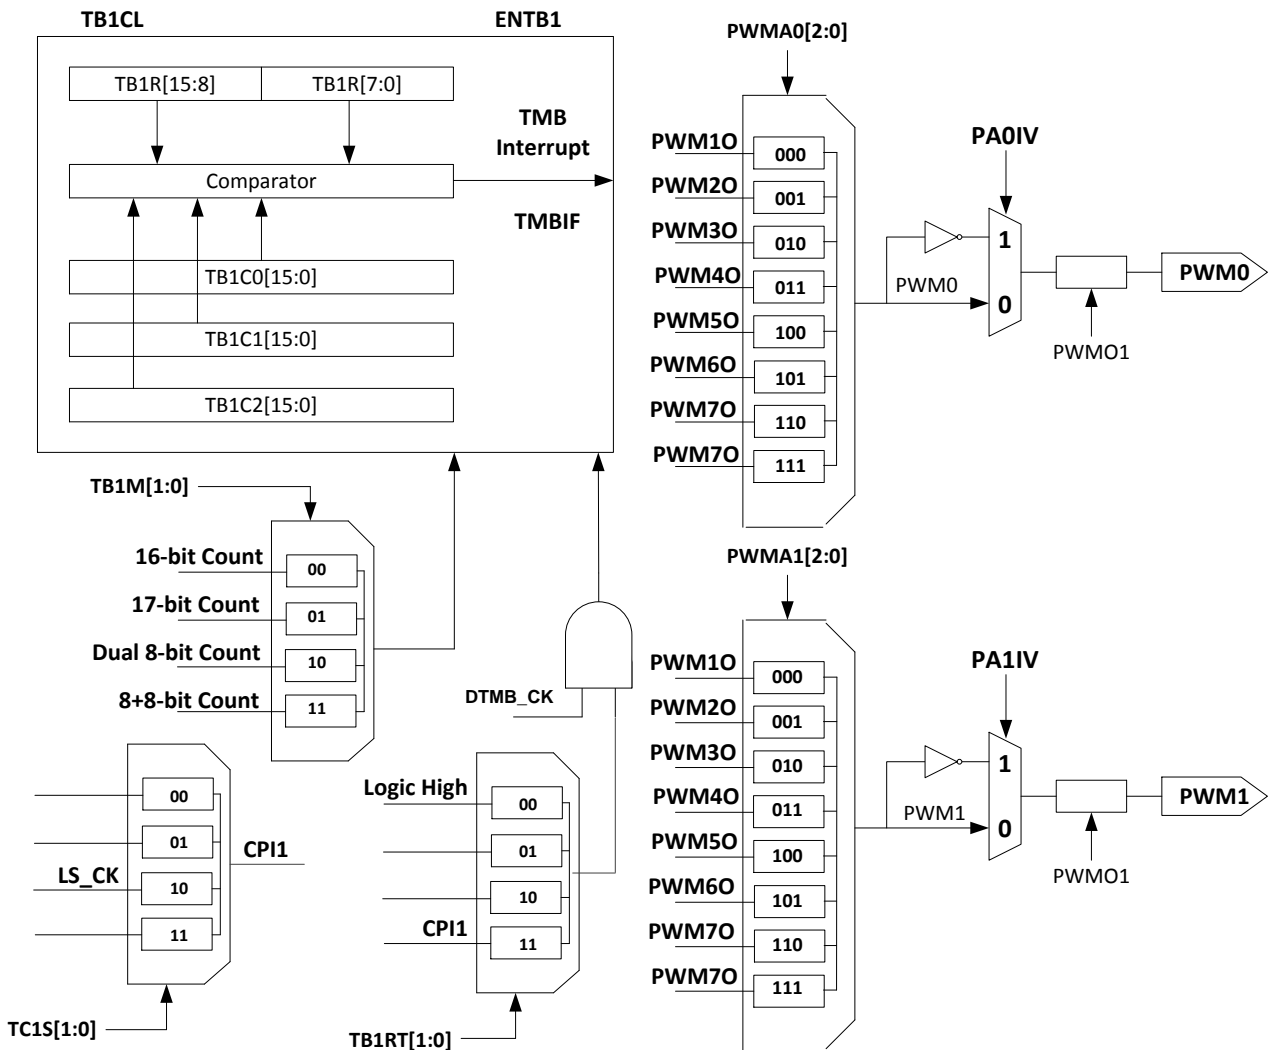 TB1CL
ENTB1
TB1R[15:8]
TB1R[7:0]
TMB
Interrupt
Comparator
TMBIF
TB1C0[15:0]
TB1C1[15:0]
TB1C2[15:0]
TB1M[1:0]
16-bit Count
00
17-bit Count
01
Dual 8-bit Count
10
8+8-bit Count
11
DTMB_CK
00
01
LS_CK
10
11
CPI1
TC1S[1:0]
Logic High
00
01
10
CPI1
11
TB1RT[1:0]
PWMA0[2:0]
PWM1O
000
PWM2O
001
PWM3O
010
PWM4O
011
PWM5O
100
PWM6O
101
PWM7O
110
PWM7O
111
PA0IV
1
PWM0
0
PWMO1
PWM0
PWMA1[2:0]
PWM1O
000
PWM2O
001
PWM3O
010
PWM4O
011
PWM5O
100
PWM6O
101
PWM7O
110
PWM7O
111
PA1IV
1
PWM1
0
PWMO1
PWM1